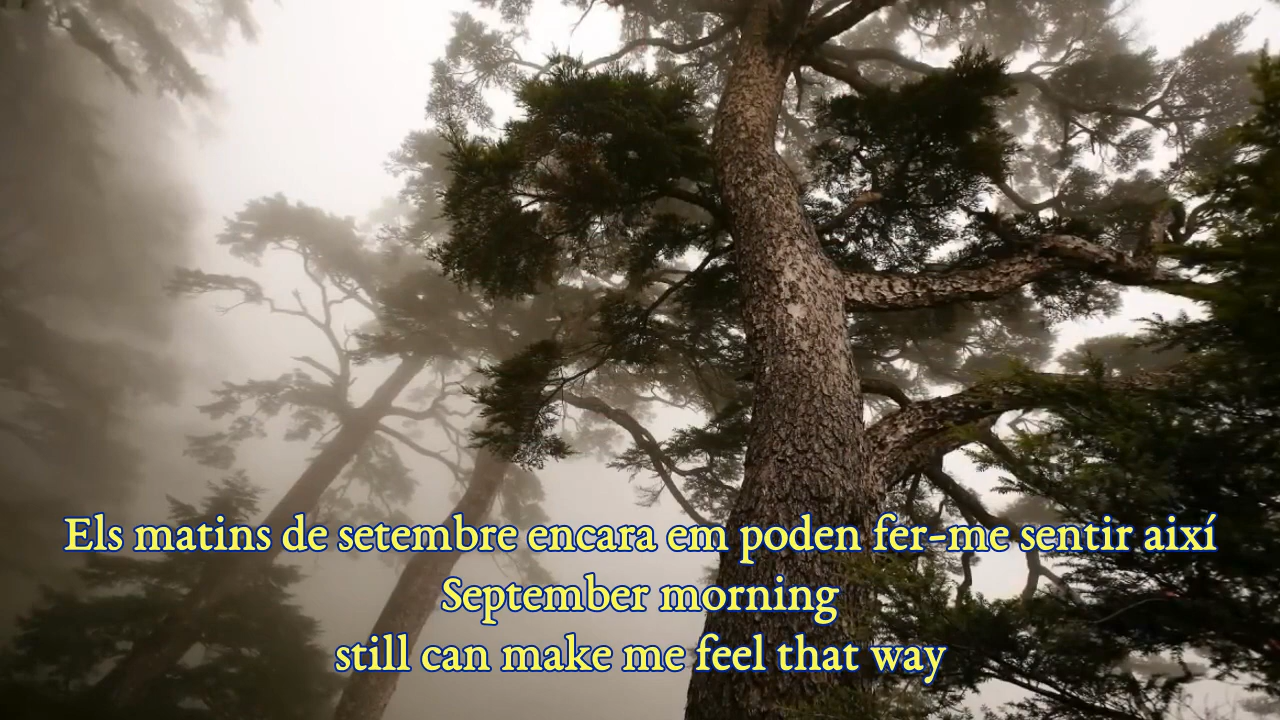 Els matins de setembre encara em poden fer-me sentir així
September morning
still can make me feel that way